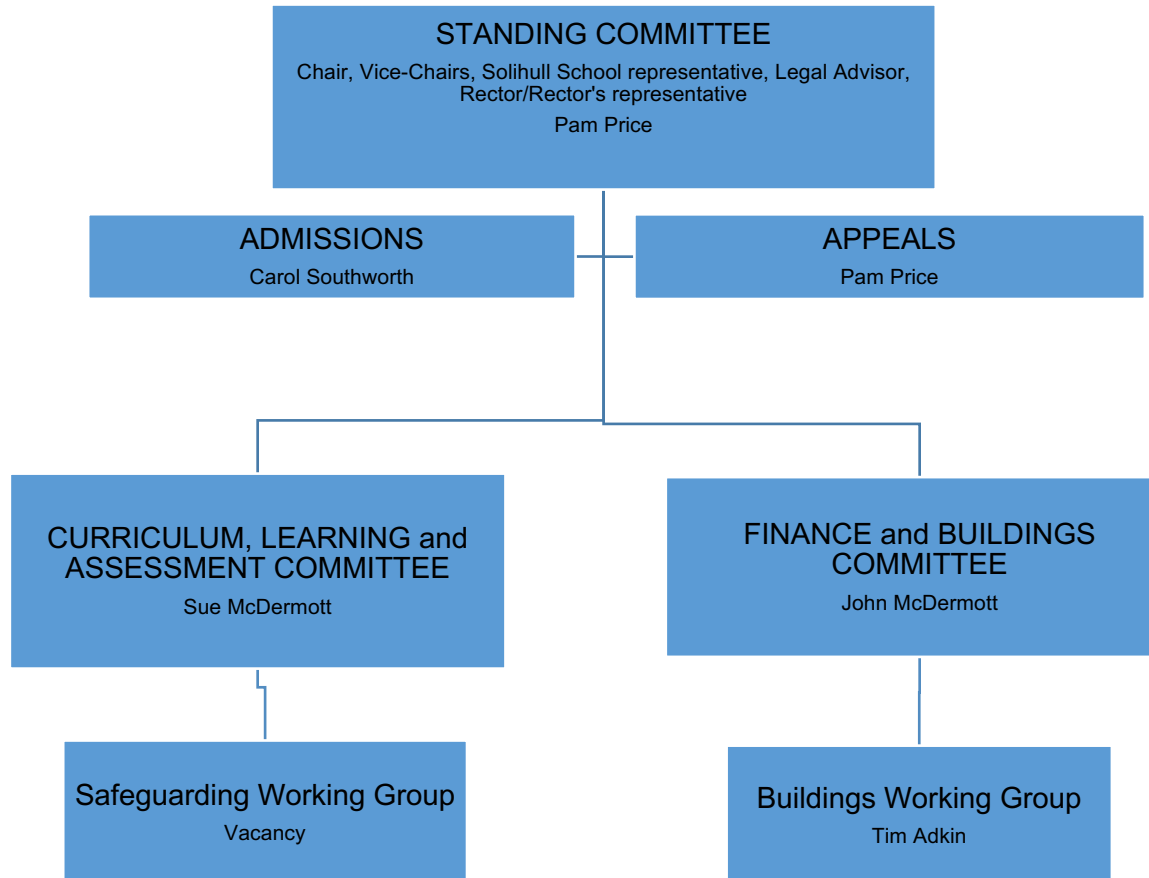 STANDING COMMITTEE
Chair, Vice-Chairs, Solihull School representative, Legal Advisor,
Rector/Rector's representative
Pam Price
ADMISSIONS
Carol Southworth
APPEALS
Pam Price
CURRICULUM, LEARNING and
ASSESSMENT COMMITTEE
Sue McDermott
FINANCE and BUILDINGS
COMMITTEE
John McDermott
Safeguarding Working Group
Vacancy
Buildings Working Group
Tim Adkin